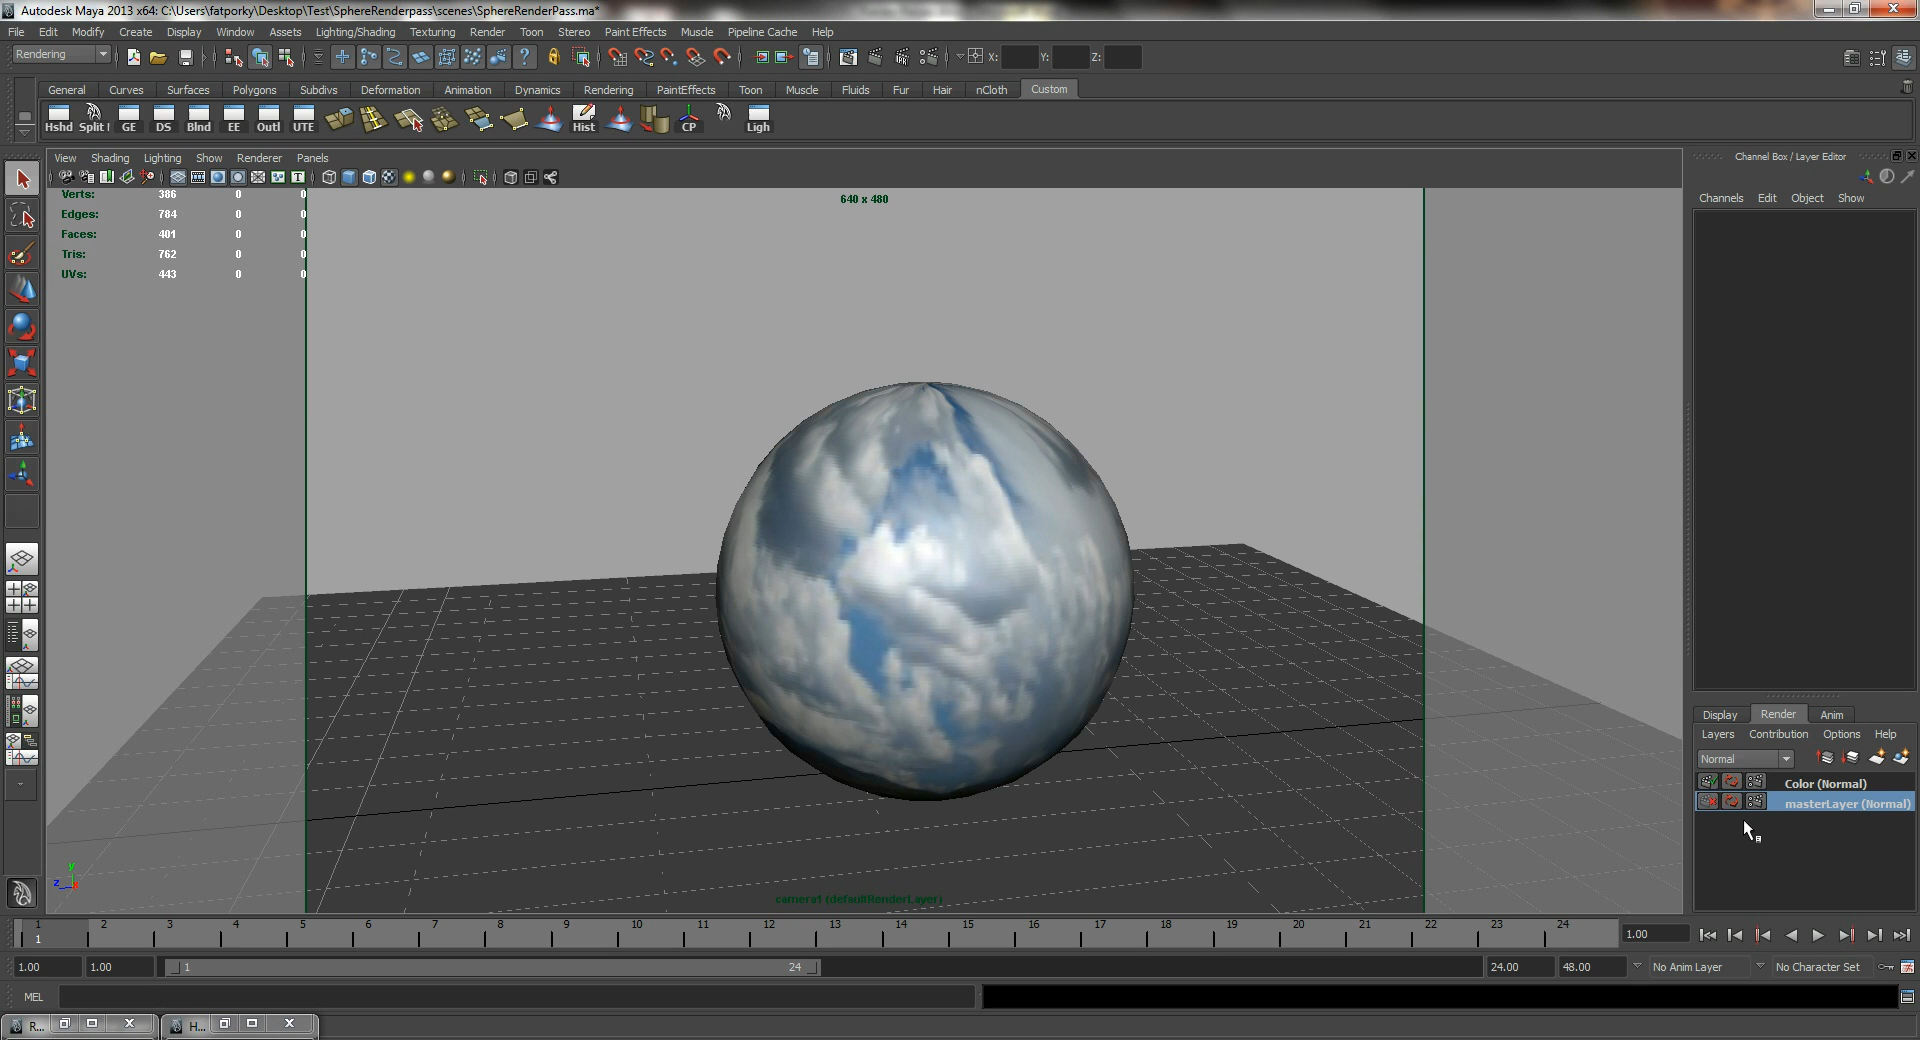 Autodesk Maya 2013 x64: C:\Users\fatporky\Desktop\Test\SphereRenderpass\scenes\SphereRenderPass.ma*
File Edit Modify Create Display Window Assets Lighting/Shading Texturing Render Toon Stereo Paint Effects Muscle Pipeline Cache Help
Rendering X: Y: Z:
General Curves Surfaces Polygons Subdivs Deformation Animation Dynamics Rendering PaintEffects Toon Muscle Fluids Fur Hair nCloth Custom
Hshd Split GE DS Blnd EE Outl UTE Hist CP Ligh
View Shading Lighting Show Renderer Panels
Channel Box / Layer Editor
Channels Edit Object Show
640 x 480
Verts: 386 0 0
Edges: 784 0 0
Faces: 401 0 0
Tris: 762 0 0
UVs: 443 0 0
Display Render Anim
Layers Contribution Options Help
Normal
Color (Normal)
masterLayer (Normal)
y
z x
camera1 (defaultRenderLayer)
1 2 3 4 5 6 7 8 9 10 11 12 13 14 15 16 17 18 19 20 21 22 23 24
1 1.00
1.00 1.00 1 24 24.00 48.00 No Anim Layer No Character Set
MEL
R... H...